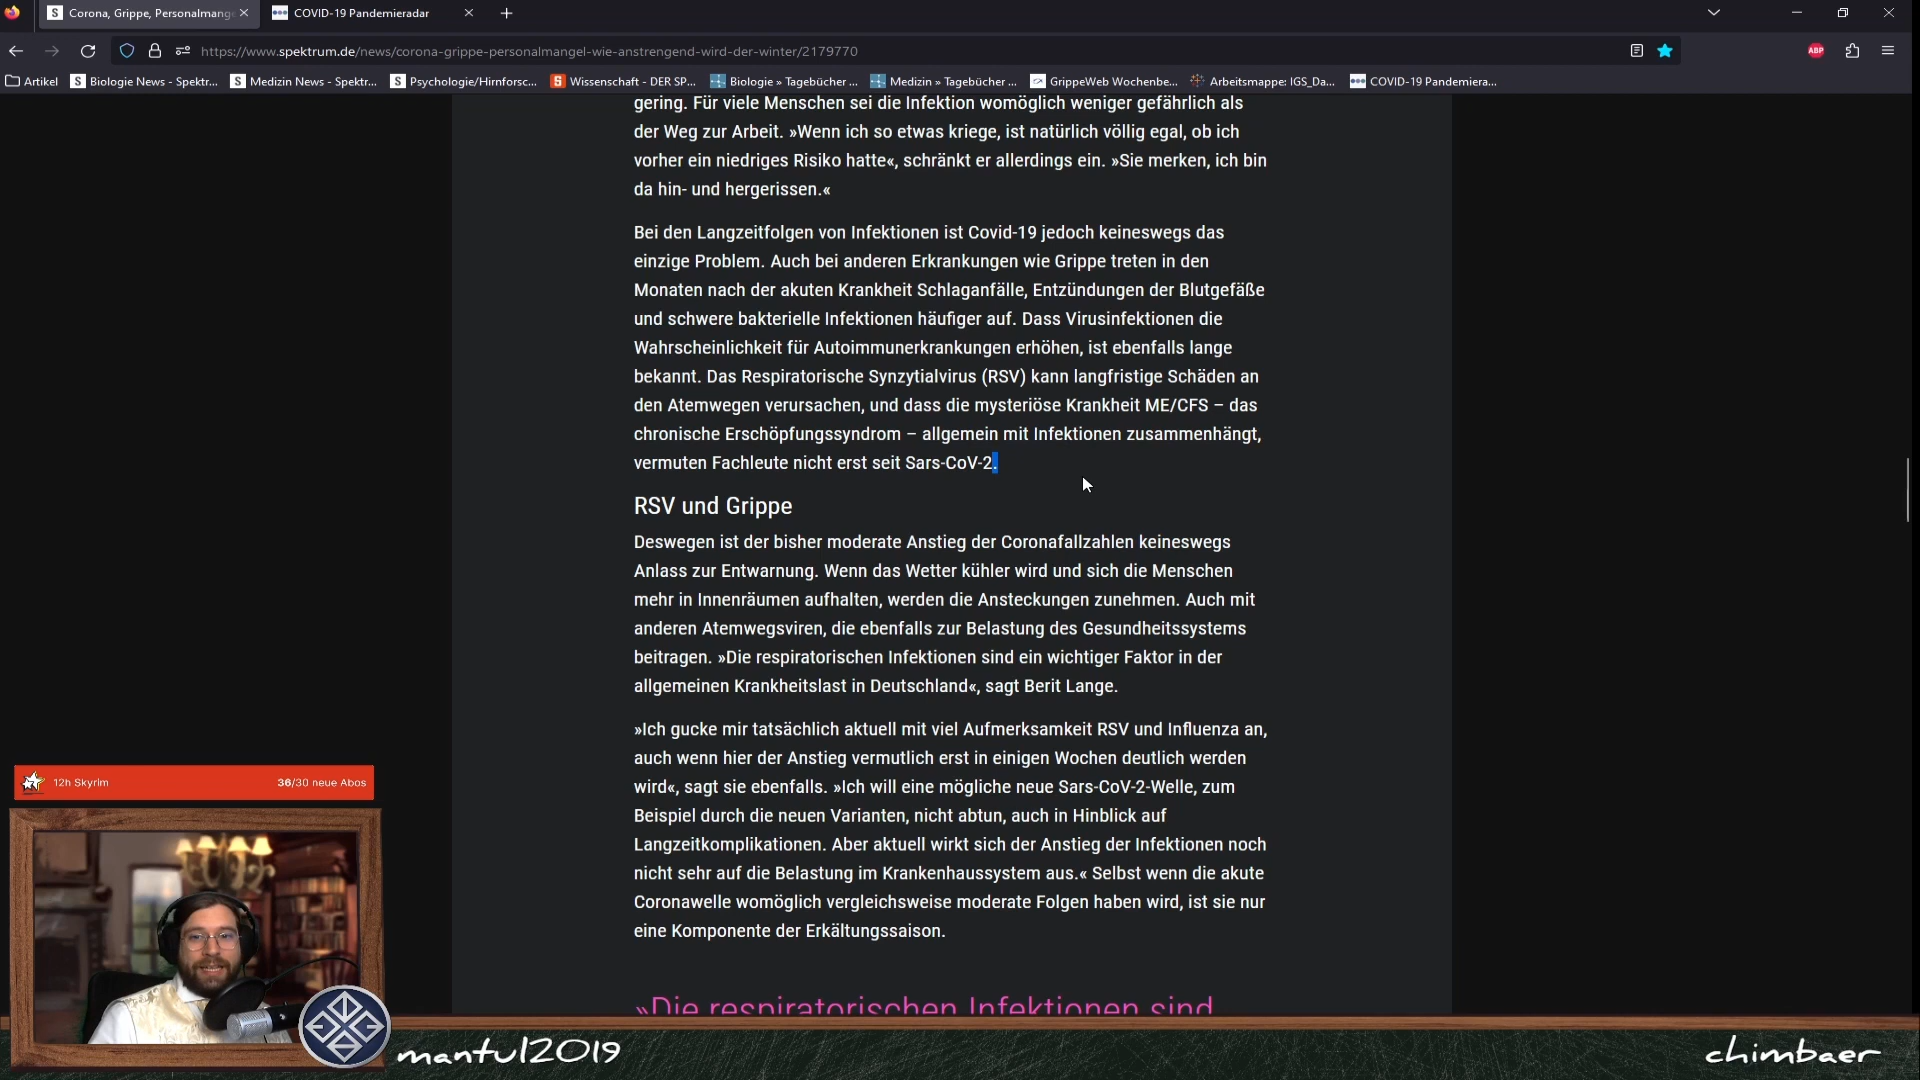 Corona, Grippe, Personalmange
COVID-19 Pandemieradar
https://www.spektrum.de/news/corona-grippe-personalmangel-wie-anstrengend-wird-der-winter/2179770
ABP
Artikel
Biologie News - Spektr...
Medizin News - Spektr...
Psychologie/Hirnforsc...
Wissenschaft - DER SP...
Biologie » Tagebücher ...
Medizin » Tagebücher ...
GrippeWeb Wochenbe...
Arbeitsmappe: IGS_Da...
COVID-19 Pandemiera...
gering. Für viele Menschen sei die Infektion womöglich weniger gefährlich als
der Weg zur Arbeit. »Wenn ich so etwas kriege, ist natürlich völlig egal, ob ich
vorher ein niedriges Risiko hatte«, schränkt er allerdings ein. »Sie merken, ich bin
da hin- und hergerissen.«
Bei den Langzeitfolgen von Infektionen ist Covid-19 jedoch keineswegs das
einzige Problem. Auch bei anderen Erkrankungen wie Grippe treten in den
Monaten nach der akuten Krankheit Schlaganfälle, Entzündungen der Blutgefäße
und schwere bakterielle Infektionen häufiger auf. Dass Virusinfektionen die
Wahrscheinlichkeit für Autoimmunerkrankungen erhöhen, ist ebenfalls lange
bekannt. Das Respiratorische Synzytialvirus (RSV) kann langfristige Schäden an
den Atemwegen verursachen, und dass die mysteriöse Krankheit ME/CFS – das
chronische Erschöpfungssyndrom – allgemein mit Infektionen zusammenhängt,
vermuten Fachleute nicht erst seit Sars-CoV-2.
RSV und Grippe
Deswegen ist der bisher moderate Anstieg der Coronafallzahlen keineswegs
Anlass zur Entwarnung. Wenn das Wetter kühler wird und sich die Menschen
mehr in Innenräumen aufhalten, werden die Ansteckungen zunehmen. Auch mit
anderen Atemwegsviren, die ebenfalls zur Belastung des Gesundheitssystems
beitragen. »Die respiratorischen Infektionen sind ein wichtiger Faktor in der
allgemeinen Krankheitslast in Deutschland«, sagt Berit Lange.
»Ich gucke mir tatsächlich aktuell mit viel Aufmerksamkeit RSV und Influenza an,
auch wenn hier der Anstieg vermutlich erst in einigen Wochen deutlich werden
wird«, sagt sie ebenfalls. »Ich will eine mögliche neue Sars-CoV-2-Welle, zum
Beispiel durch die neuen Varianten, nicht abtun, auch in Hinblick auf
Langzeitkomplikationen. Aber aktuell wirkt sich der Anstieg der Infektionen noch
nicht sehr auf die Belastung im Krankenhaussystem aus.« Selbst wenn die akute
Coronawelle womöglich vergleichsweise moderate Folgen haben wird, ist sie nur
eine Komponente der Erkältungssaison.
»Die respiratorischen Infektionen sind
12h Skyrim
36/30 neue Abos
mantul2019
chimbaer